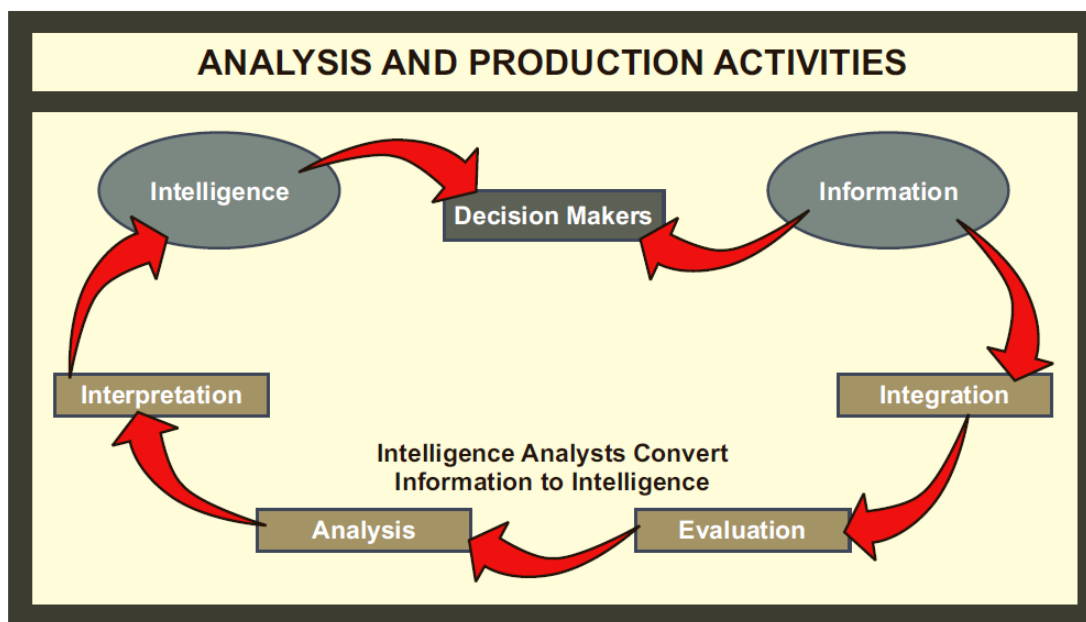 ANALYSIS AND PRODUCTION ACTIVITIES
Intelligence
Decision Makers
Information
Interpretation
Integration
Intelligence Analysts Convert
Information to Intelligence
Analysis
Evaluation